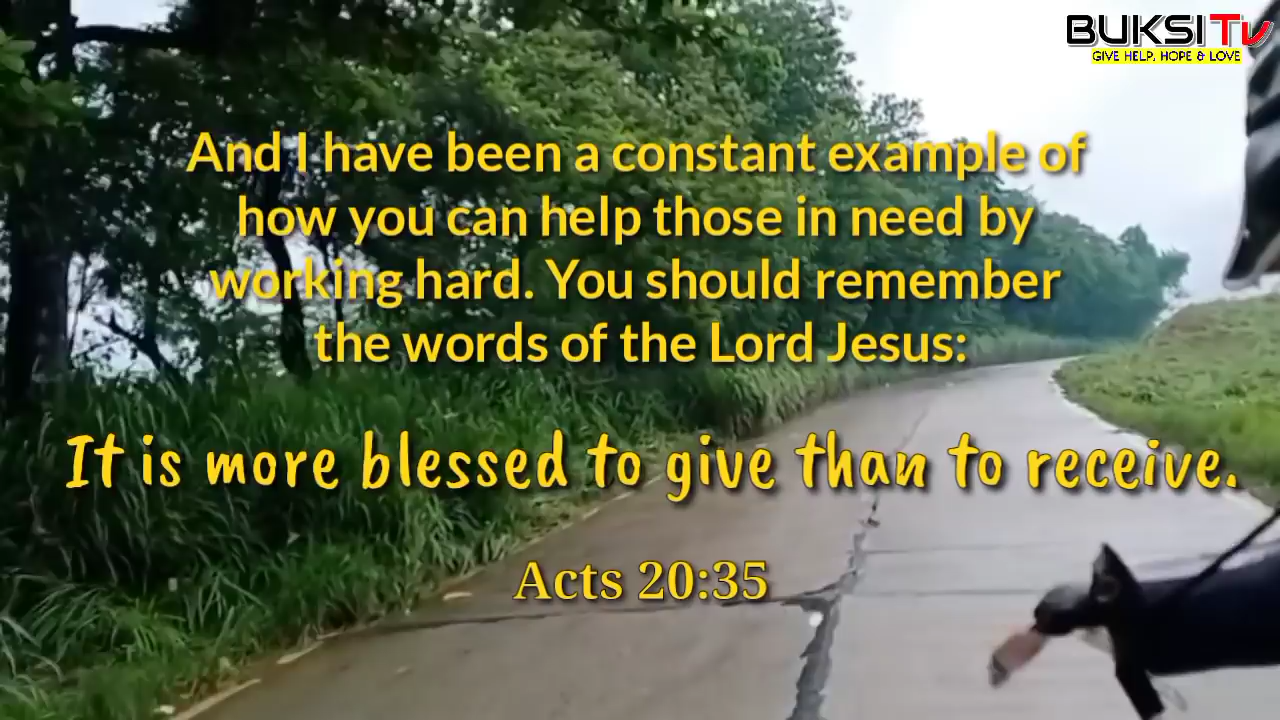 BUKSI TV
GIVE HELP, HOPE & LOVE
And I have been a constant example of
how you can help those in need by
working hard. You should remember
the words of the Lord Jesus:
It is more blessed to give than to receive.
Acts 20:35